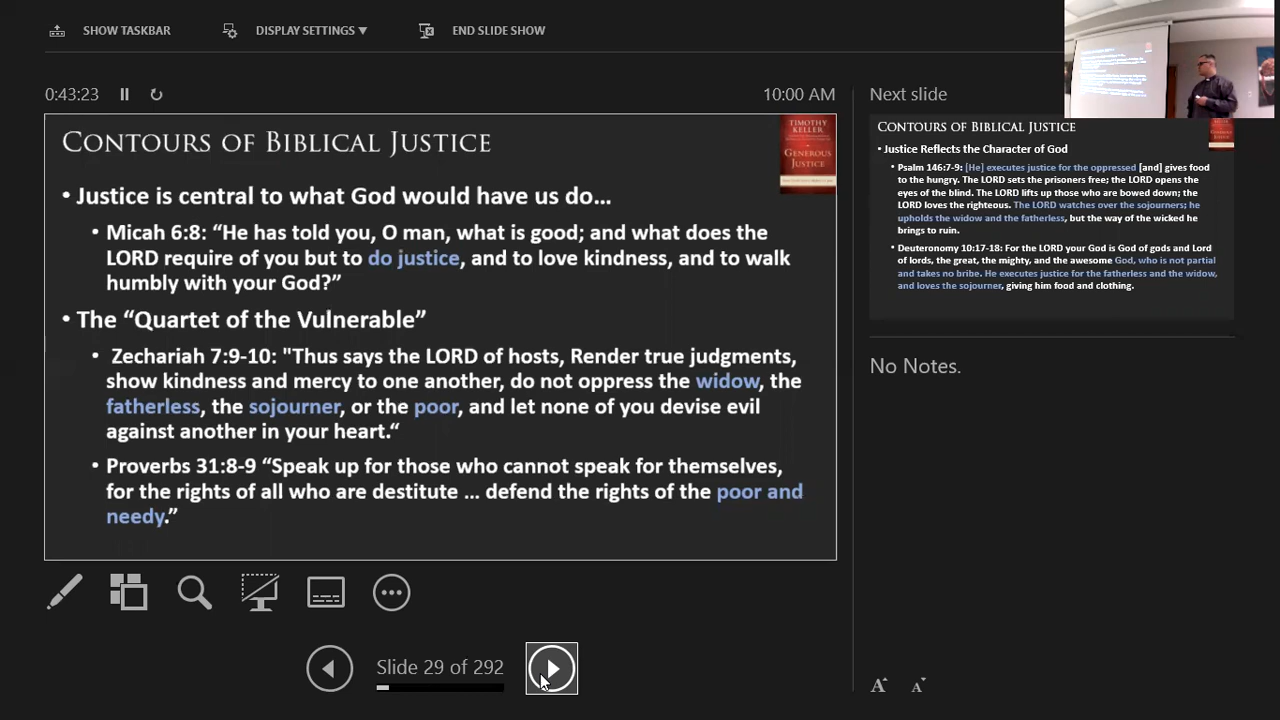 SHOW TASKBAR
DISPLAY SETTINGS ▼
END SLIDE SHOW
0:43:23
10:00 AM
CONTOURS OF BIBLICAL JUSTICE
TIMOTHY
KELLER
GENEROUS
JUSTICE
• Justice is central to what God would have us do...
• Micah 6:8: “He has told you, O man, what is good; and what does the
LORD require of you but to do justice, and to love kindness, and to walk
humbly with your God?”
• The “Quartet of the Vulnerable”
• Zechariah 7:9-10: "Thus says the LORD of hosts, Render true judgments,
show kindness and mercy to one another, do not oppress the widow, the
fatherless, the sojourner, or the poor, and let none of you devise evil
against another in your heart.“
• Proverbs 31:8-9 “Speak up for those who cannot speak for themselves,
for the rights of all who are destitute ... defend the rights of the poor and
needy.”
Slide 29 of 292
Next slide
CONTOURS OF BIBLICAL JUSTICE
• Justice Reflects the Character of God
• Psalm 146:7-9: [He] executes justice for the oppressed [and] gives food
to the hungry. The LORD sets the prisoners free; the LORD opens the
eyes of the blind. The LORD lifts up those who are bowed down; the
LORD loves the righteous. The LORD watches over the sojourners; he
upholds the widow and the fatherless, but the way of the wicked he
brings to ruin.
• Deuteronomy 10:17-18: For the LORD your God is God of gods and Lord
of lords, the great, the mighty, and the awesome God, who is not partial
and takes no bribe. He executes justice for the fatherless and the widow,
and loves the sojourner, giving him food and clothing.
No Notes.
A A